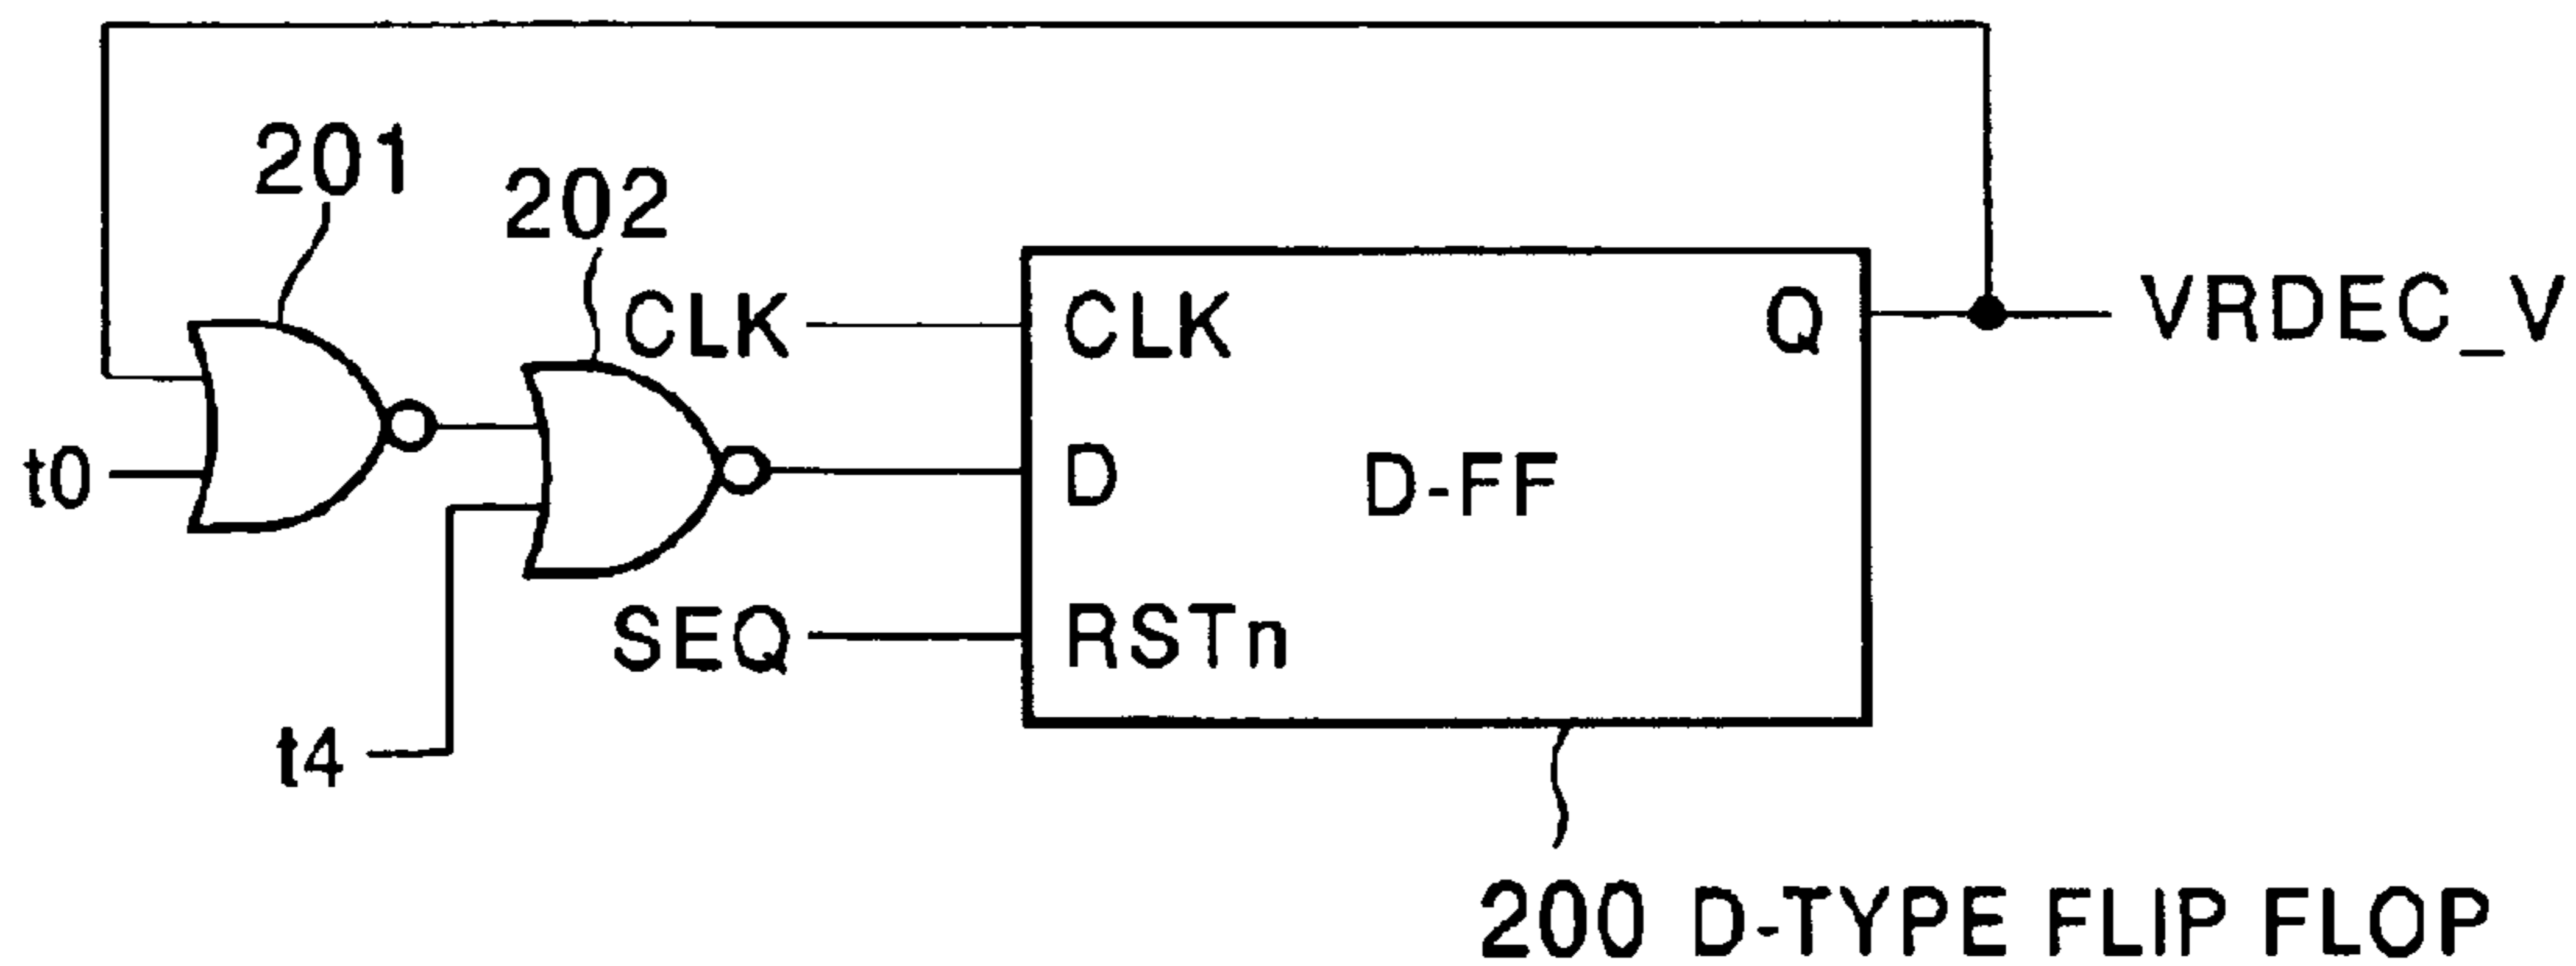 201
202
CLK
CLK
Q
VRDEC_V
t0
D
D-FF
SEQ
RSTn
t4
200 D-TYPE FLIP FLOP